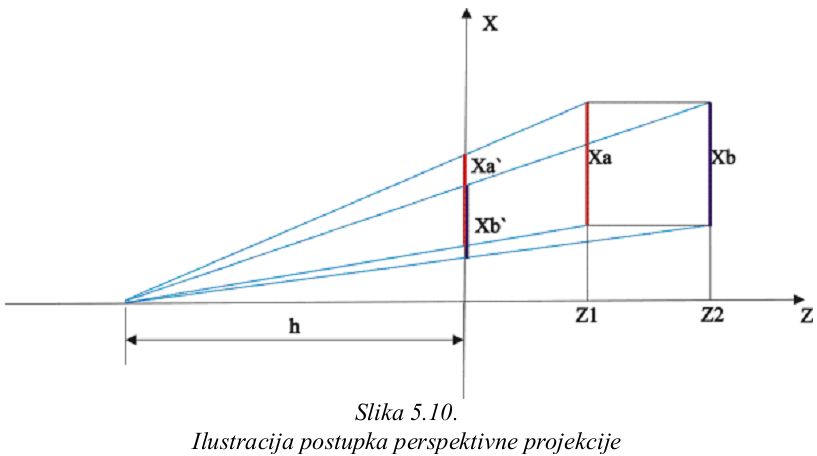 X
Xa`
Xa
Xb
Xb`
Z1
Z2
Z
h
Slika 5.10.
Ilustracija postupka perspektivne projekcije